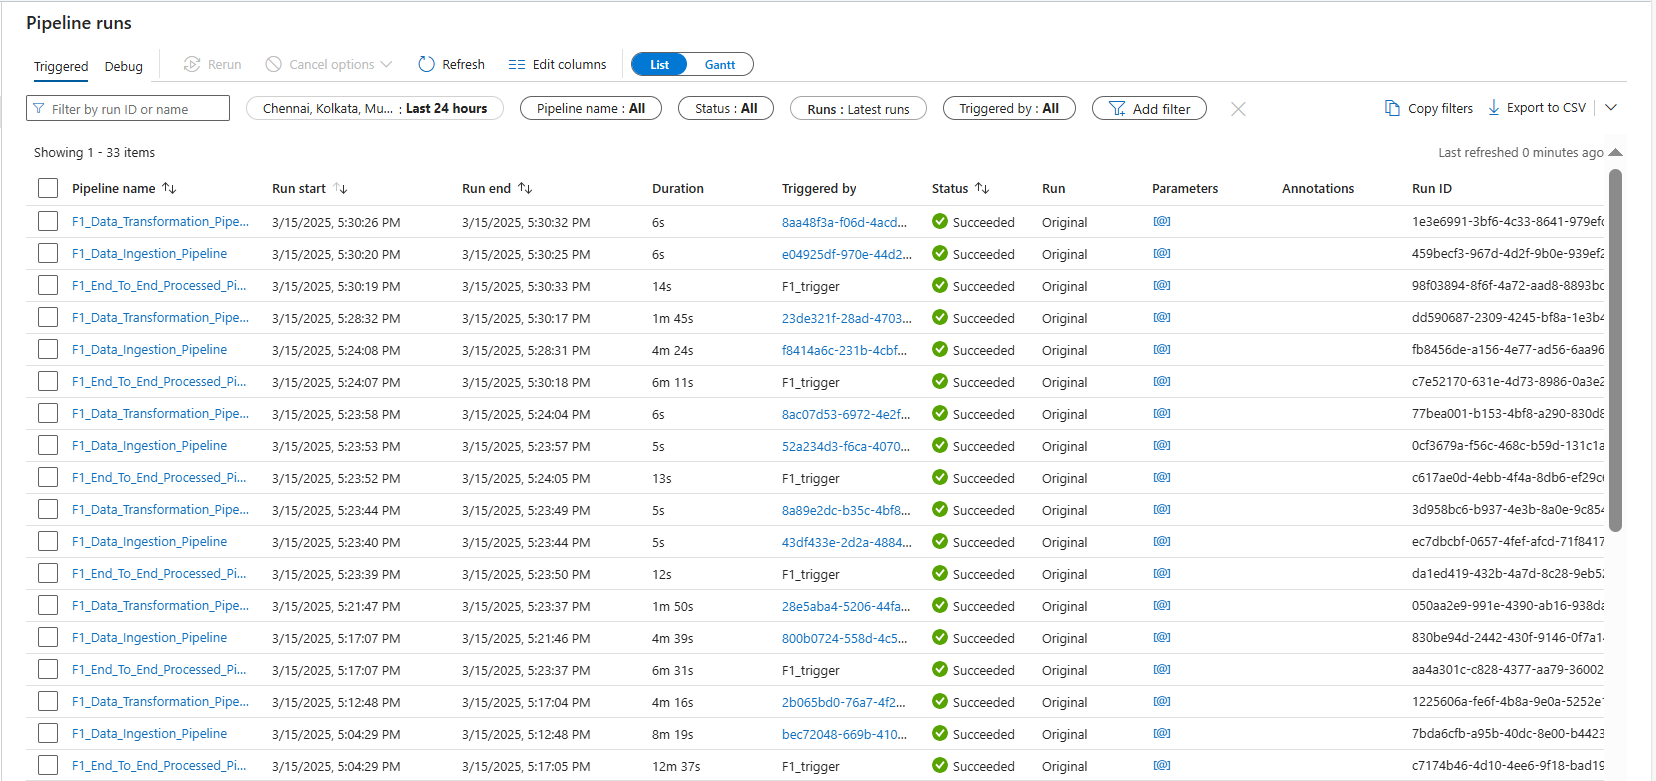 Pipeline runs
Triggered Debug Rerun Cancel options Refresh Edit columns List Gantt
Filter by run ID or name Chennai, Kolkata, Mu... : Last 24 hours Pipeline name : All Status : All Runs : Latest runs Triggered by : All Add filter Copy filters Export to CSV
Showing 1 - 33 items Last refreshed 0 minutes ago
Pipeline name Run start Run end Duration Triggered by Status Run Parameters Annotations Run ID
F1_Data_Transformation_Pipe... 3/15/2025, 5:30:26 PM 3/15/2025, 5:30:32 PM 6s 8aa48f3a-f06d-4acd... Succeeded Original [@] 1e3e6991-3bf6-4c33-8641-979efc
F1_Data_Ingestion_Pipeline 3/15/2025, 5:30:20 PM 3/15/2025, 5:30:25 PM 6s e04925df-970e-44d2... Succeeded Original [@] 459becf3-967d-4d2f-9b0e-939ef2
F1_End_To_End_Processed_Pi... 3/15/2025, 5:30:19 PM 3/15/2025, 5:30:33 PM 14s F1_trigger Succeeded Original [@] 98f03894-8f6f-4a72-aad8-8893bc
F1_Data_Transformation_Pipe... 3/15/2025, 5:28:32 PM 3/15/2025, 5:30:17 PM 1m 45s 23de321f-28ad-4703... Succeeded Original [@] dd590687-2309-4245-bf8a-1e3b4
F1_Data_Ingestion_Pipeline 3/15/2025, 5:24:08 PM 3/15/2025, 5:28:31 PM 4m 24s f8414a6c-231b-4cbf... Succeeded Original [@] fb8456de-a156-4e77-ad56-6aa96
F1_End_To_End_Processed_Pi... 3/15/2025, 5:24:07 PM 3/15/2025, 5:30:18 PM 6m 11s F1_trigger Succeeded Original [@] c7e52170-631e-4d73-8986-0a3e2
F1_Data_Transformation_Pipe... 3/15/2025, 5:23:58 PM 3/15/2025, 5:24:04 PM 6s 8ac07d53-6972-4e2f... Succeeded Original [@] 77bea001-b153-4bf8-a290-830d8
F1_Data_Ingestion_Pipeline 3/15/2025, 5:23:53 PM 3/15/2025, 5:23:57 PM 5s 52a234d3-f6ca-4070... Succeeded Original [@] 0cf3679a-f56c-468c-b59d-131c1a
F1_End_To_End_Processed_Pi... 3/15/2025, 5:23:52 PM 3/15/2025, 5:24:05 PM 13s F1_trigger Succeeded Original [@] c617ae0d-4ebb-4f4a-8db6-ef29c
F1_Data_Transformation_Pipe... 3/15/2025, 5:23:44 PM 3/15/2025, 5:23:49 PM 5s 8a89e2dc-b35c-4bf8... Succeeded Original [@] 3d958bc6-b937-4e3b-8a0e-9c854
F1_Data_Ingestion_Pipeline 3/15/2025, 5:23:40 PM 3/15/2025, 5:23:44 PM 5s 43df433e-2d2a-4884... Succeeded Original [@] ec7dbcbf-0657-4fef-afcd-71f8417
F1_End_To_End_Processed_Pi... 3/15/2025, 5:23:39 PM 3/15/2025, 5:23:50 PM 12s F1_trigger Succeeded Original [@] da1ed419-432b-4a7d-8c28-9eb52
F1_Data_Transformation_Pipe... 3/15/2025, 5:21:47 PM 3/15/2025, 5:23:37 PM 1m 50s 28e5aba4-5206-44fa... Succeeded Original [@] 050aa2e9-991e-4390-ab16-938da
F1_Data_Ingestion_Pipeline 3/15/2025, 5:17:07 PM 3/15/2025, 5:21:46 PM 4m 39s 800b0724-558d-4c5... Succeeded Original [@] 830be94d-2442-430f-9146-0f7a1
F1_End_To_End_Processed_Pi... 3/15/2025, 5:17:07 PM 3/15/2025, 5:23:37 PM 6m 31s F1_trigger Succeeded Original [@] aa4a301c-c828-4377-aa79-36002
F1_Data_Transformation_Pipe... 3/15/2025, 5:12:48 PM 3/15/2025, 5:17:04 PM 4m 16s 2b065bd0-76a7-4f2... Succeeded Original [@] 1225606a-fe6f-4b8a-9e0a-5252e
F1_Data_Ingestion_Pipeline 3/15/2025, 5:04:29 PM 3/15/2025, 5:12:48 PM 8m 19s bec72048-669b-410... Succeeded Original [@] 7bda6cfb-a95b-40dc-8e00-b4423
F1_End_To_End_Processed_Pi... 3/15/2025, 5:04:29 PM 3/15/2025, 5:17:05 PM 12m 37s F1_trigger Succeeded Original [@] c7174b46-4d10-4ee6-9f18-bad19